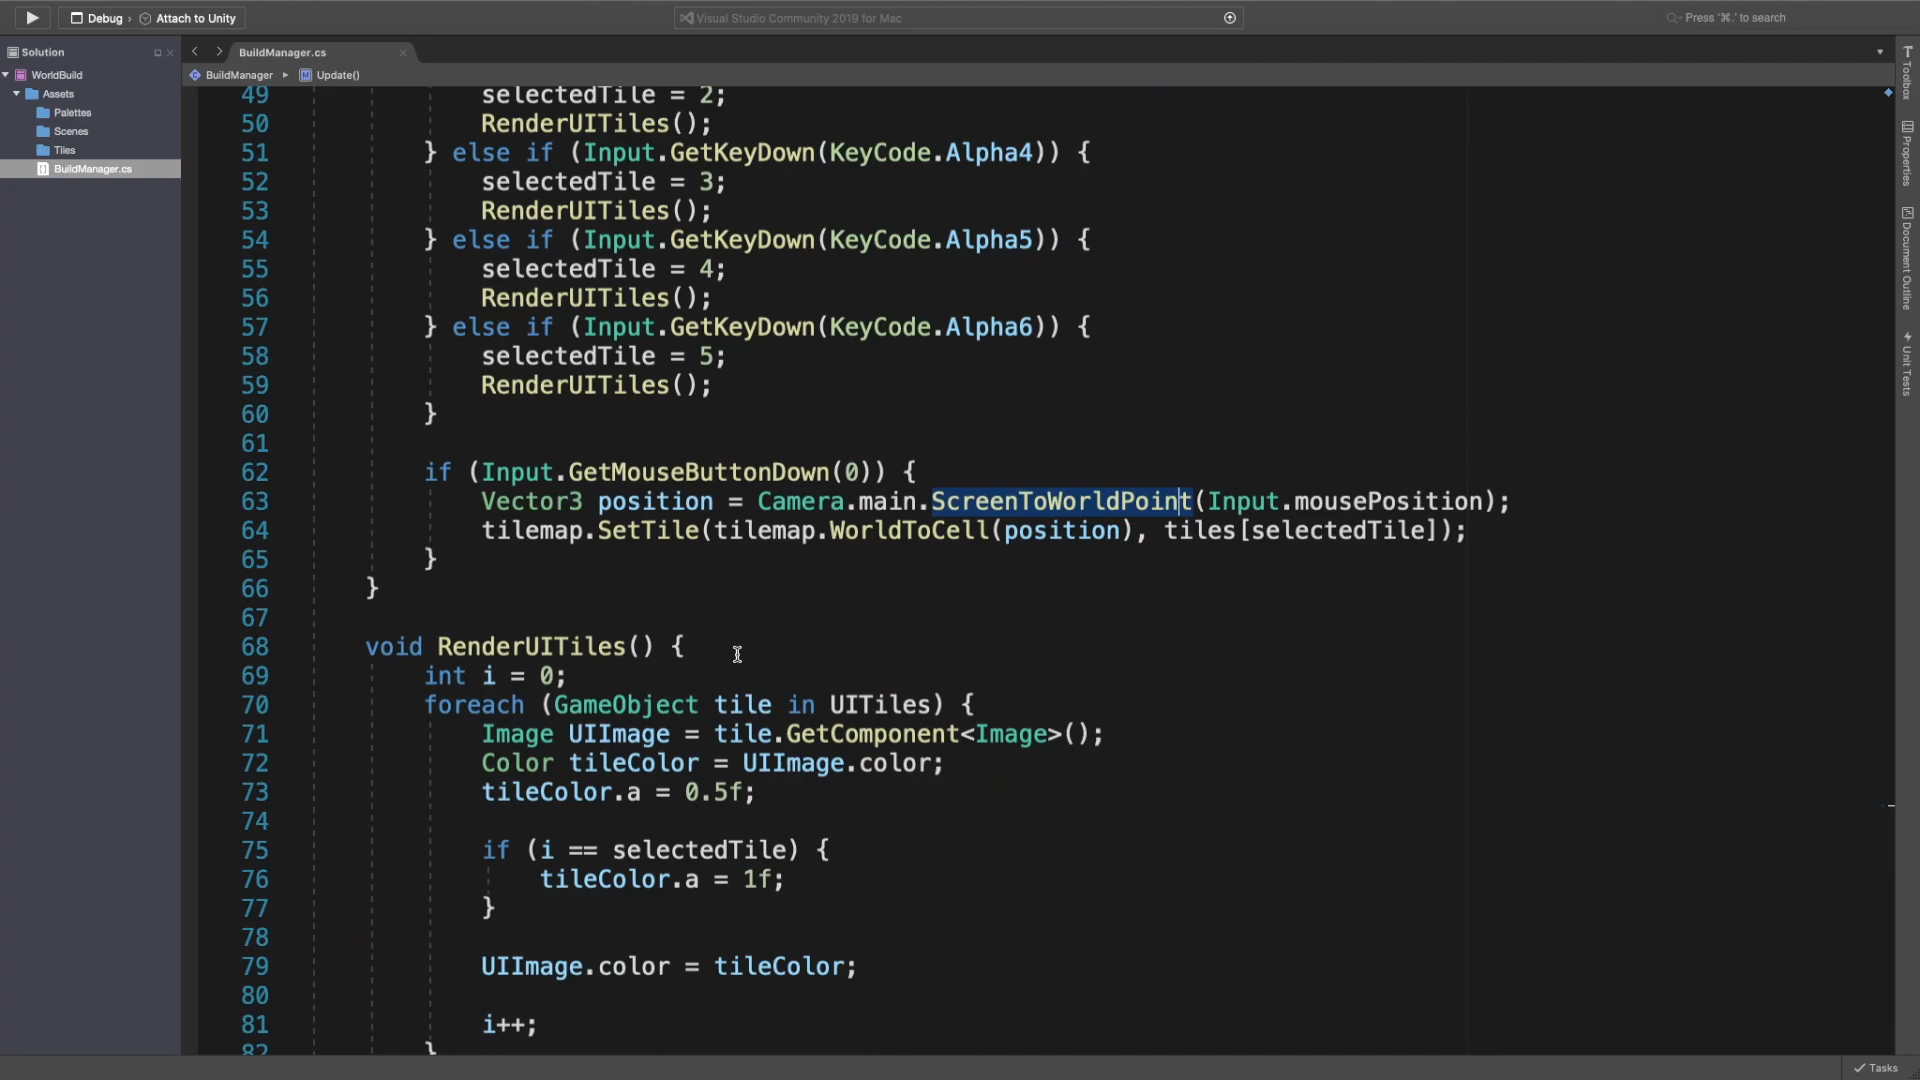 Debug › Attach to Unity
Visual Studio Community 2019 for Mac
Press ‘⌘.’ to search
Solution
BuildManager.cs
WorldBuild
BuildManager
Update()
Assets
Palettes
Scenes
Tiles
BuildManager.cs
Toolbox
Properties
Document Outline
Unit Tests
49 selectedTile = 2;
50 RenderUITiles();
51 } else if (Input.GetKeyDown(KeyCode.Alpha4)) {
52 selectedTile = 3;
53 RenderUITiles();
54 } else if (Input.GetKeyDown(KeyCode.Alpha5)) {
55 selectedTile = 4;
56 RenderUITiles();
57 } else if (Input.GetKeyDown(KeyCode.Alpha6)) {
58 selectedTile = 5;
59 RenderUITiles();
60 }
61
62 if (Input.GetMouseButtonDown(0)) {
63 Vector3 position = Camera.main.ScreenToWorldPoint(Input.mousePosition);
64 tilemap.SetTile(tilemap.WorldToCell(position), tiles[selectedTile]);
65 }
66 }
67
68 void RenderUITiles() {
69 int i = 0;
70 foreach (GameObject tile in UITiles) {
71 Image UIImage = tile.GetComponent<Image>();
72 Color tileColor = UIImage.color;
73 tileColor.a = 0.5f;
74
75 if (i == selectedTile) {
76 tileColor.a = 1f;
77 }
78
79 UIImage.color = tileColor;
80
81 i++;
82 }
Tasks